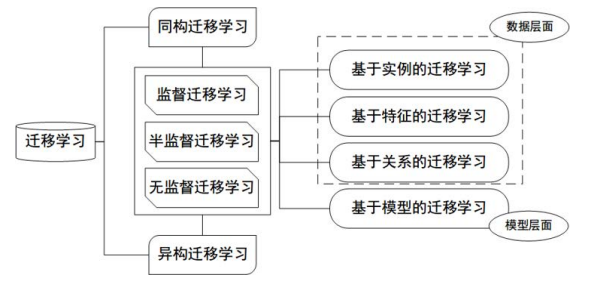 同构迁移学习
数据层面
基于实例的迁移学习
监督迁移学习
基于特征的迁移学习
迁移学习
半监督迁移学习
基于关系的迁移学习
无监督迁移学习
基于模型的迁移学习
模型层面
异构迁移学习